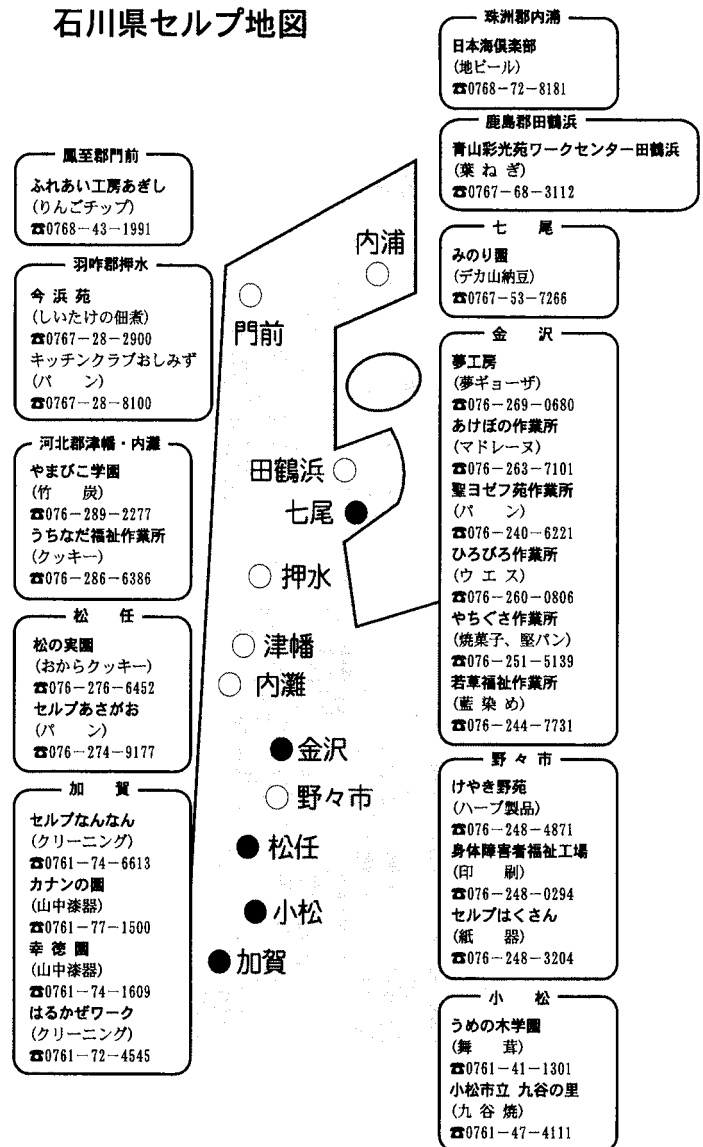 石川県セルプ地図
鳳至郡門前
ふれあい工房あぎし
(りんごチップ)
☎0768-43-1991
羽咋郡押水
今浜苑
(しいたけの佃煮)
☎0767-28-2900
キッチンクラブおしみず
(パン)
☎0767-28-8100
河北郡津幡・内灘
やまびこ学園
(竹炭)
☎076-289-2277
うちなだ福祉作業所
(クッキー)
☎076-286-6386
松任
松の実園
(おからクッキー)
☎076-276-6452
セルプあさがお
(パン)
☎076-274-9177
加賀
セルプなんなん
(クリーニング)
☎0761-74-6613
カナンの園
(山中漆器)
☎0761-77-1500
幸徳園
(山中漆器)
☎0761-74-1609
はるかぜワーク
(クリーニング)
☎0761-72-4545
内浦
門前
田鶴浜
七尾
押水
津幡
内灘
金沢
野々市
松任
小松
加賀
珠洲郡内浦
日本海倶楽部
(地ビール)
☎0768-72-8181
鹿島郡田鶴浜
青山彩光苑ワークセンター田鶴浜
(葉ねぎ)
☎0767-68-3112
七尾
みのり園
(デカ山納豆)
☎0767-53-7266
金沢
夢工房
(夢ギョーザ)
☎076-269-0680
あけぼの作業所
(マドレーヌ)
☎076-263-7101
聖ヨゼフ苑作業所
(パン)
☎076-240-6221
ひろびろ作業所
(ウエス)
☎076-260-0806
やちぐさ作業所
(焼菓子、堅パン)
☎076-251-5139
若草福祉作業所
(藍染め)
☎076-244-7731
野々市
けやき野苑
(ハーブ製品)
☎076-248-4871
身体障害者福祉工場
(印刷)
☎076-248-0294
セルプはくさん
(紙器)
☎076-248-3204
小松
うめの木学園
(舞茸)
☎0761-41-1301
小松市立 九谷の里
(九谷焼)
☎0761-47-4111